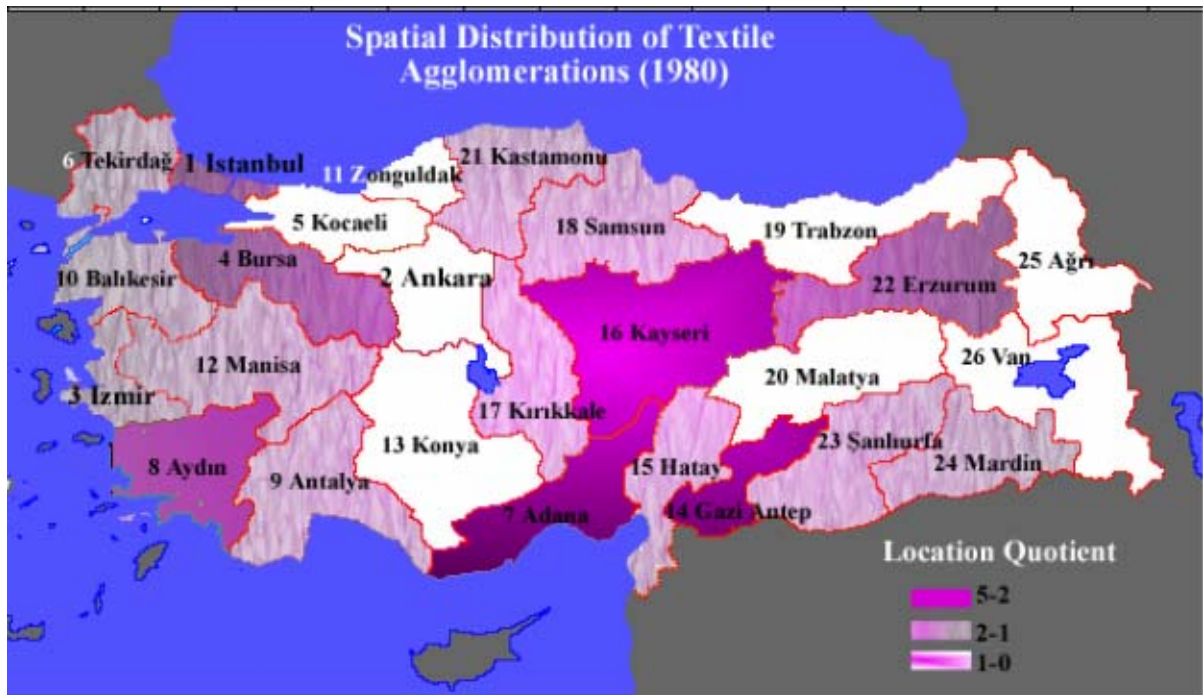 Spatial Distribution of Textile
Agglomerations (1980)
6 Tekirdağ
1 Istanbul
21 Kastamonu
11 Zonguldak
5 Kocaeli
18 Samsun
19 Trabzon
4 Bursa
2 Ankara
25 Ağrı
10 Balıkesir
22 Erzurum
16 Kayseri
12 Manisa
26 Van
20 Malatya
3 Izmir
17 Kırıkkale
13 Konya
23 Şanlıurfa
8 Aydın
15 Hatay
24 Mardin
9 Antalya
7 Adana
14 Gazi Antep
Location Quotient
5-2
2-1
1-0